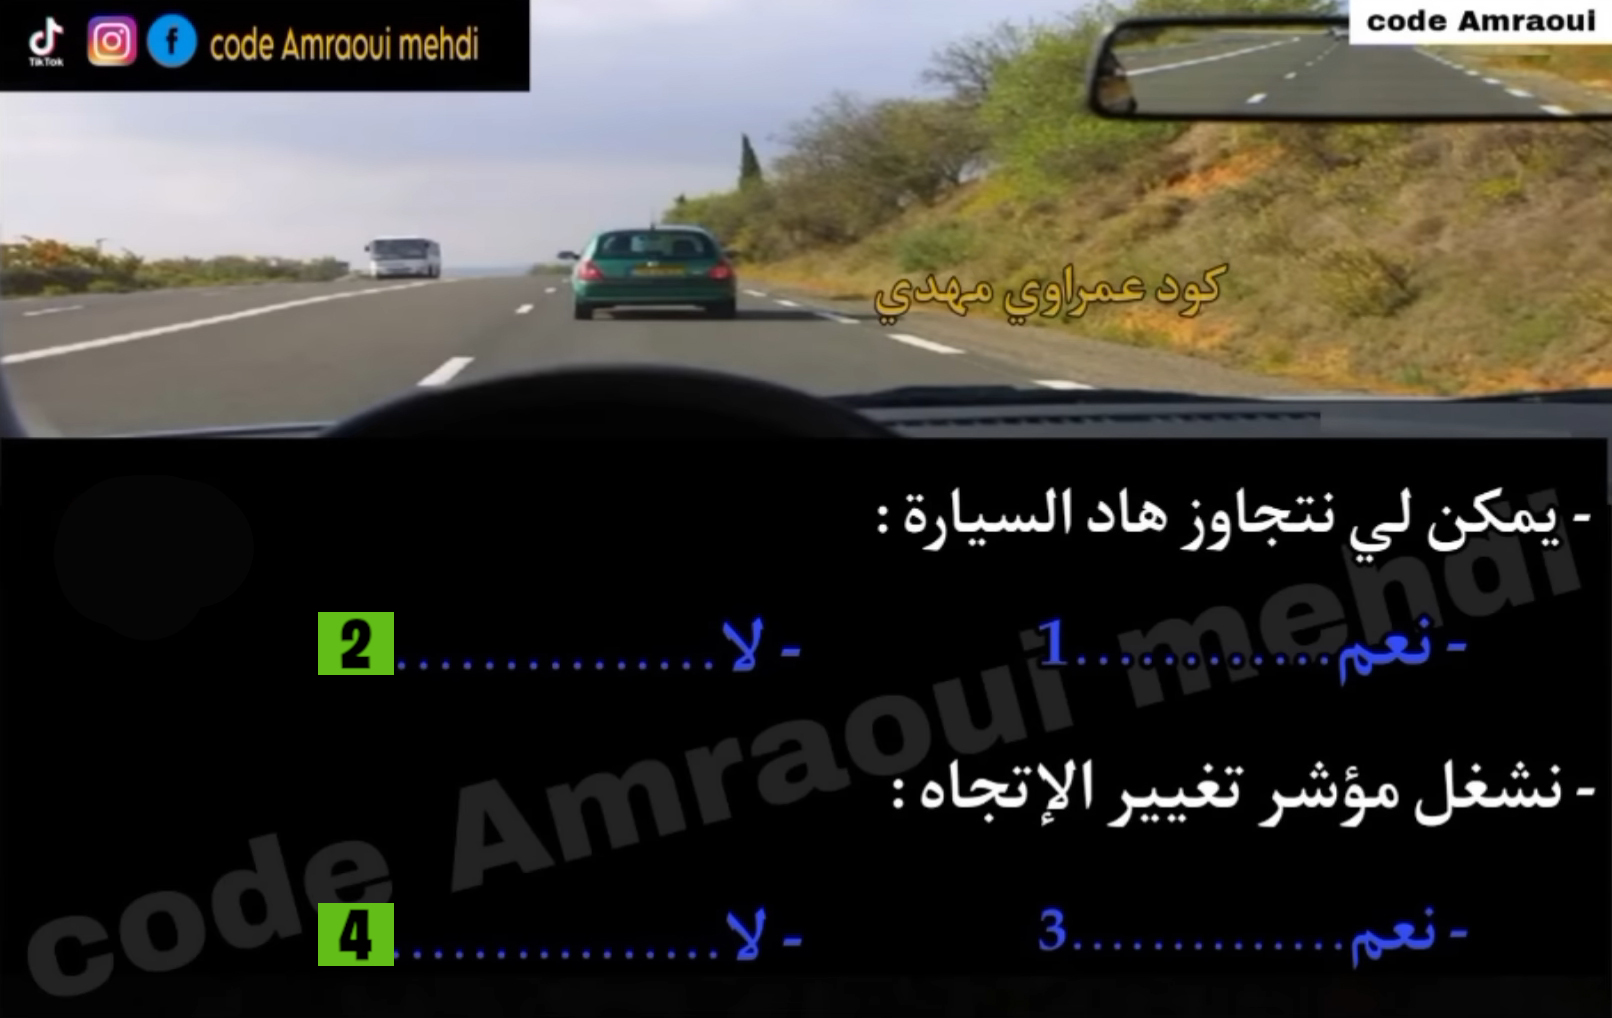 TikTok
code Amraoui mehdi
code Amraoui
كود عمراوي مهدي
- يمكن لي نتجاوز هاد السيارة :
- نعم.............1 - لا...............2
- نشغل مؤشر تغيير الإتجاه :
- نعم..............3 - لا................4
code Amraoui mehdi